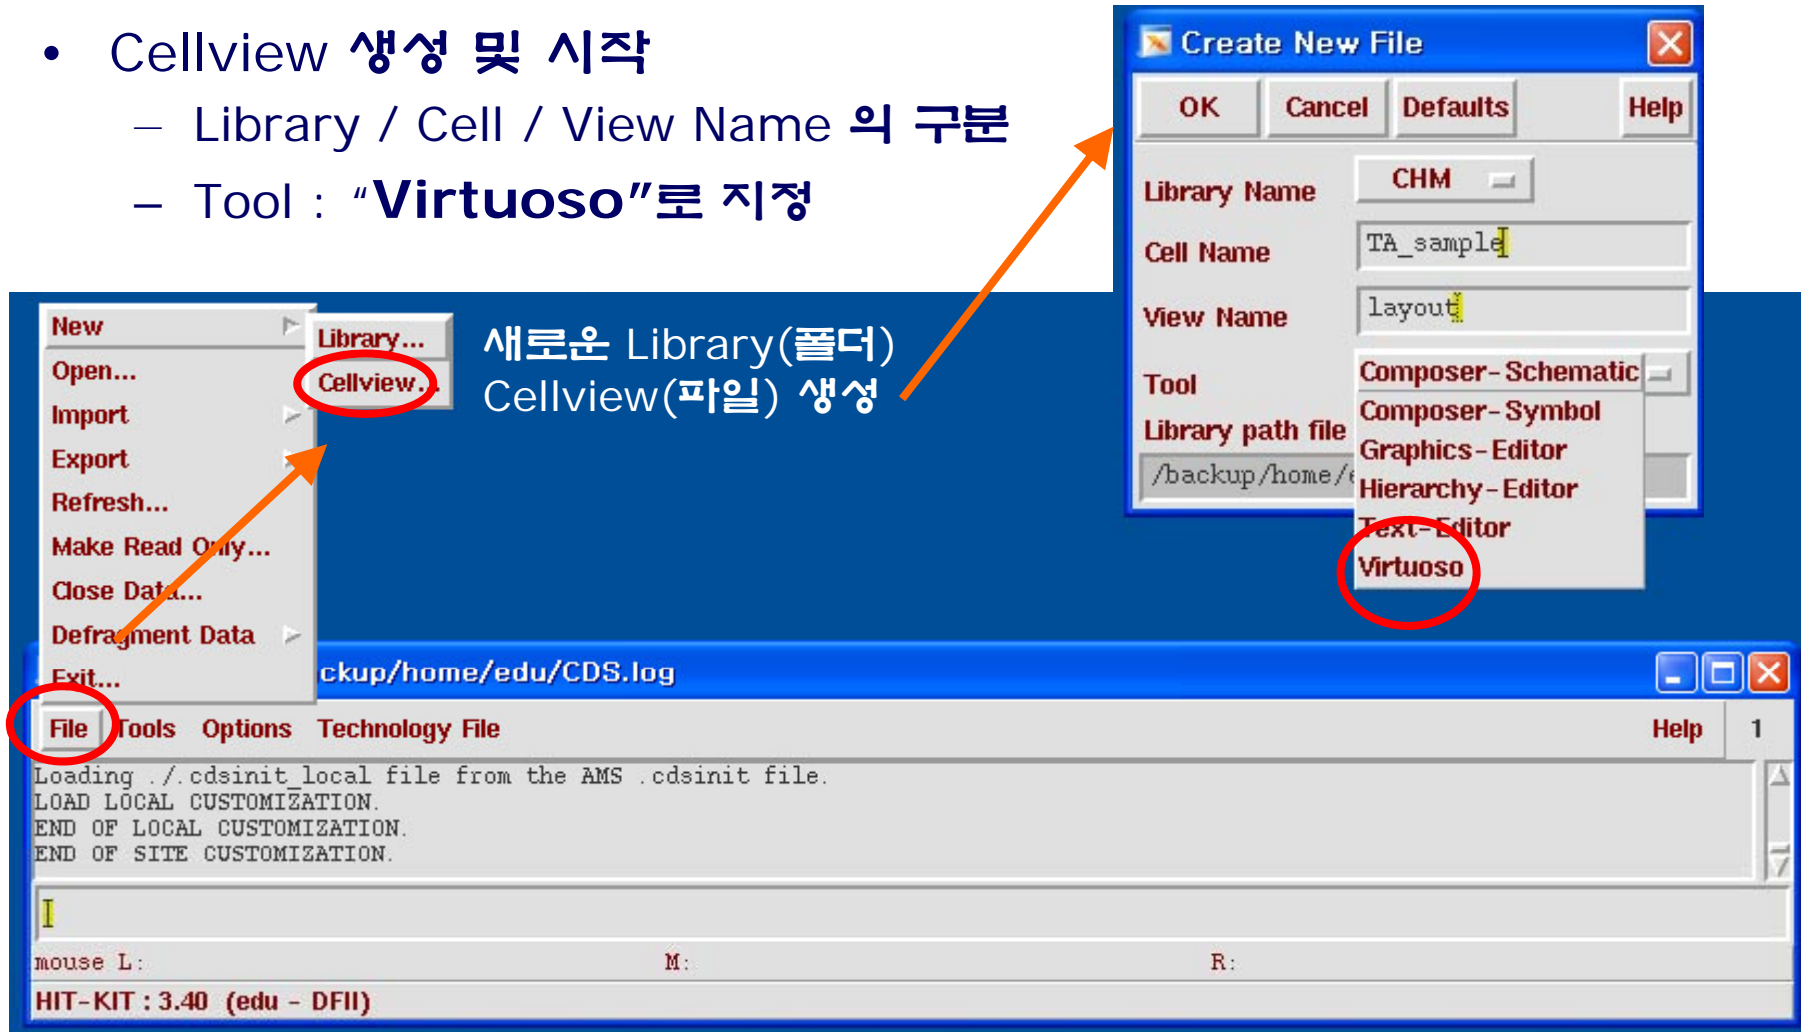 • Cellview 생성 및 시작
– Library / Cell / View Name 의 구분
– Tool : “Virtuoso”로 지정
Create New File
OK Cancel Defaults Help
Library Name CHM
Cell Name TA_sample
View Name layout
Tool Composer-Schematic
Composer-Symbol
Library path file Graphics-Editor
/backup/home/e Hierarchy-Editor
Text-Editor
Virtuoso
New
Open...
Import
Export
Refresh...
Make Read Only...
Close Data...
Defragment Data
Exit...
Library...
Cellview...
새로운 Library(폴더)
Cellview(파일) 생성
ckup/home/edu/CDS.log
File Tools Options Technology File Help 1
Loading ./.cdsinit_local file from the AMS .cdsinit file.
LOAD LOCAL CUSTOMIZATION.
END OF LOCAL CUSTOMIZATION.
END OF SITE CUSTOMIZATION.
mouse L: M: R:
HIT-KIT : 3.40 (edu - DFII)